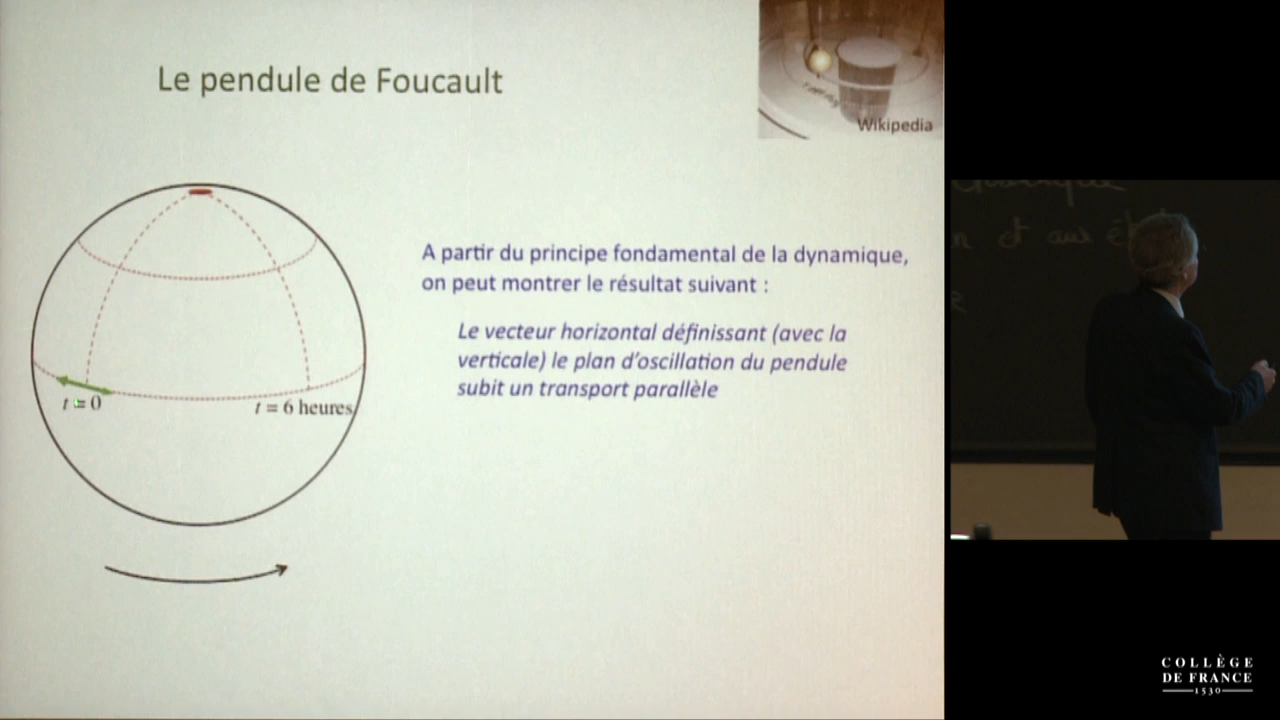 Le pendule de Foucault
Wikipedia
A partir du principe fondamental de la dynamique,
on peut montrer le résultat suivant :
Le vecteur horizontal définissant (avec la
verticale) le plan d'oscillation du pendule
subit un transport parallèle
t = 0
t = 6 heures
et aux
COLLÈGE
DE FRANCE
1530